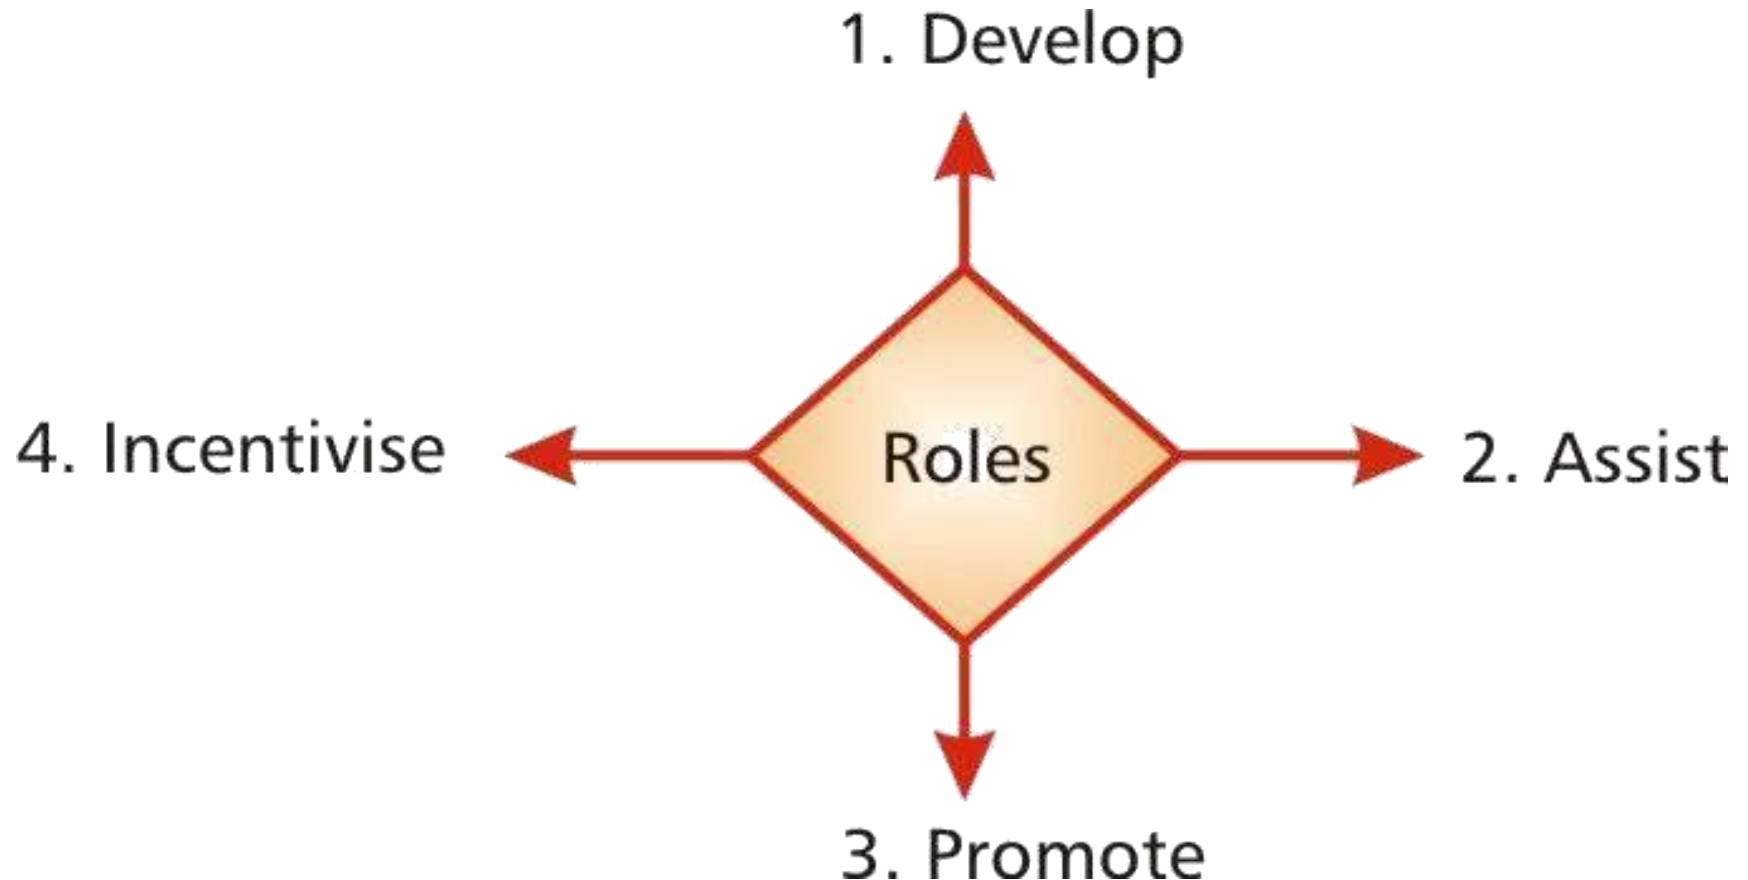 1. Develop
4. Incentivise
Roles
2. Assist
3. Promote